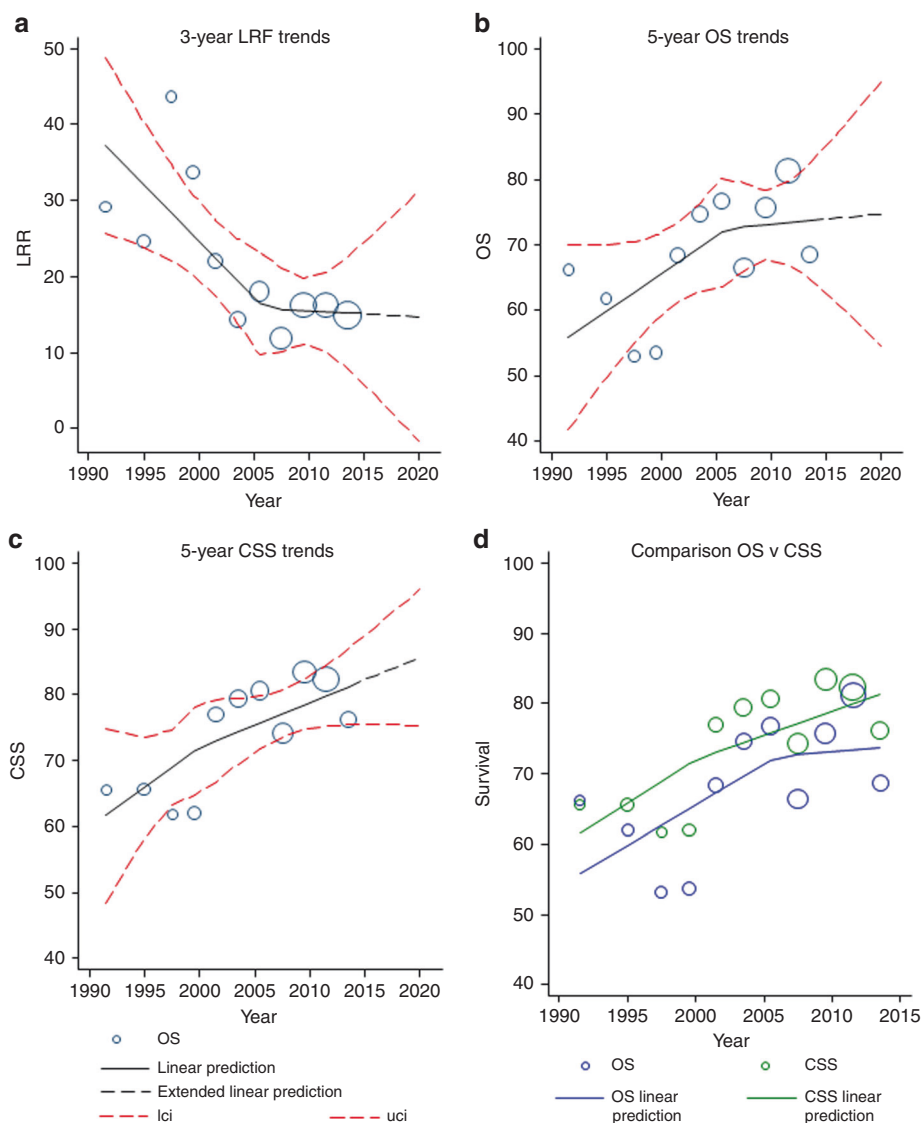 a
3-year LRF trends
50
40
30
20
10
0
LRR
1990 1995 2000 2005 2010 2015 2020
Year
b
5-year OS trends
100
90
80
70
60
50
40
OS
1990 1995 2000 2005 2010 2015 2020
Year
c
5-year CSS trends
100
90
80
70
60
50
40
CSS
1990 1995 2000 2005 2010 2015 2020
Year
OS
Linear prediction
Extended linear prediction
lci uci
d
Comparison OS v CSS
100
90
80
70
60
50
40
Survival
1990 1995 2000 2005 2010 2015
Year
OS CSS
OS linear prediction
CSS linear prediction